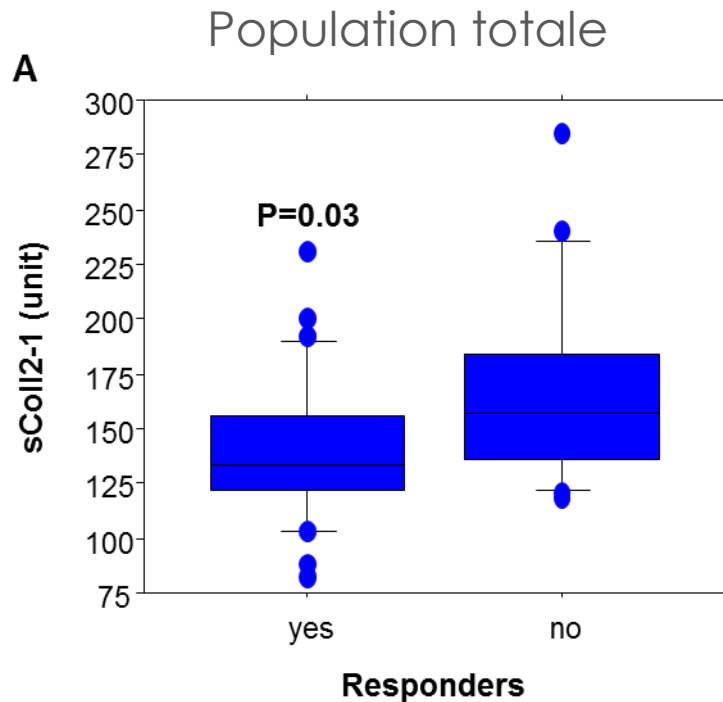 Population totale
A
300
275
250
225
200
175
150
125
100
75
sColl2-1 (unit)
P=0.03
yes no
Responders